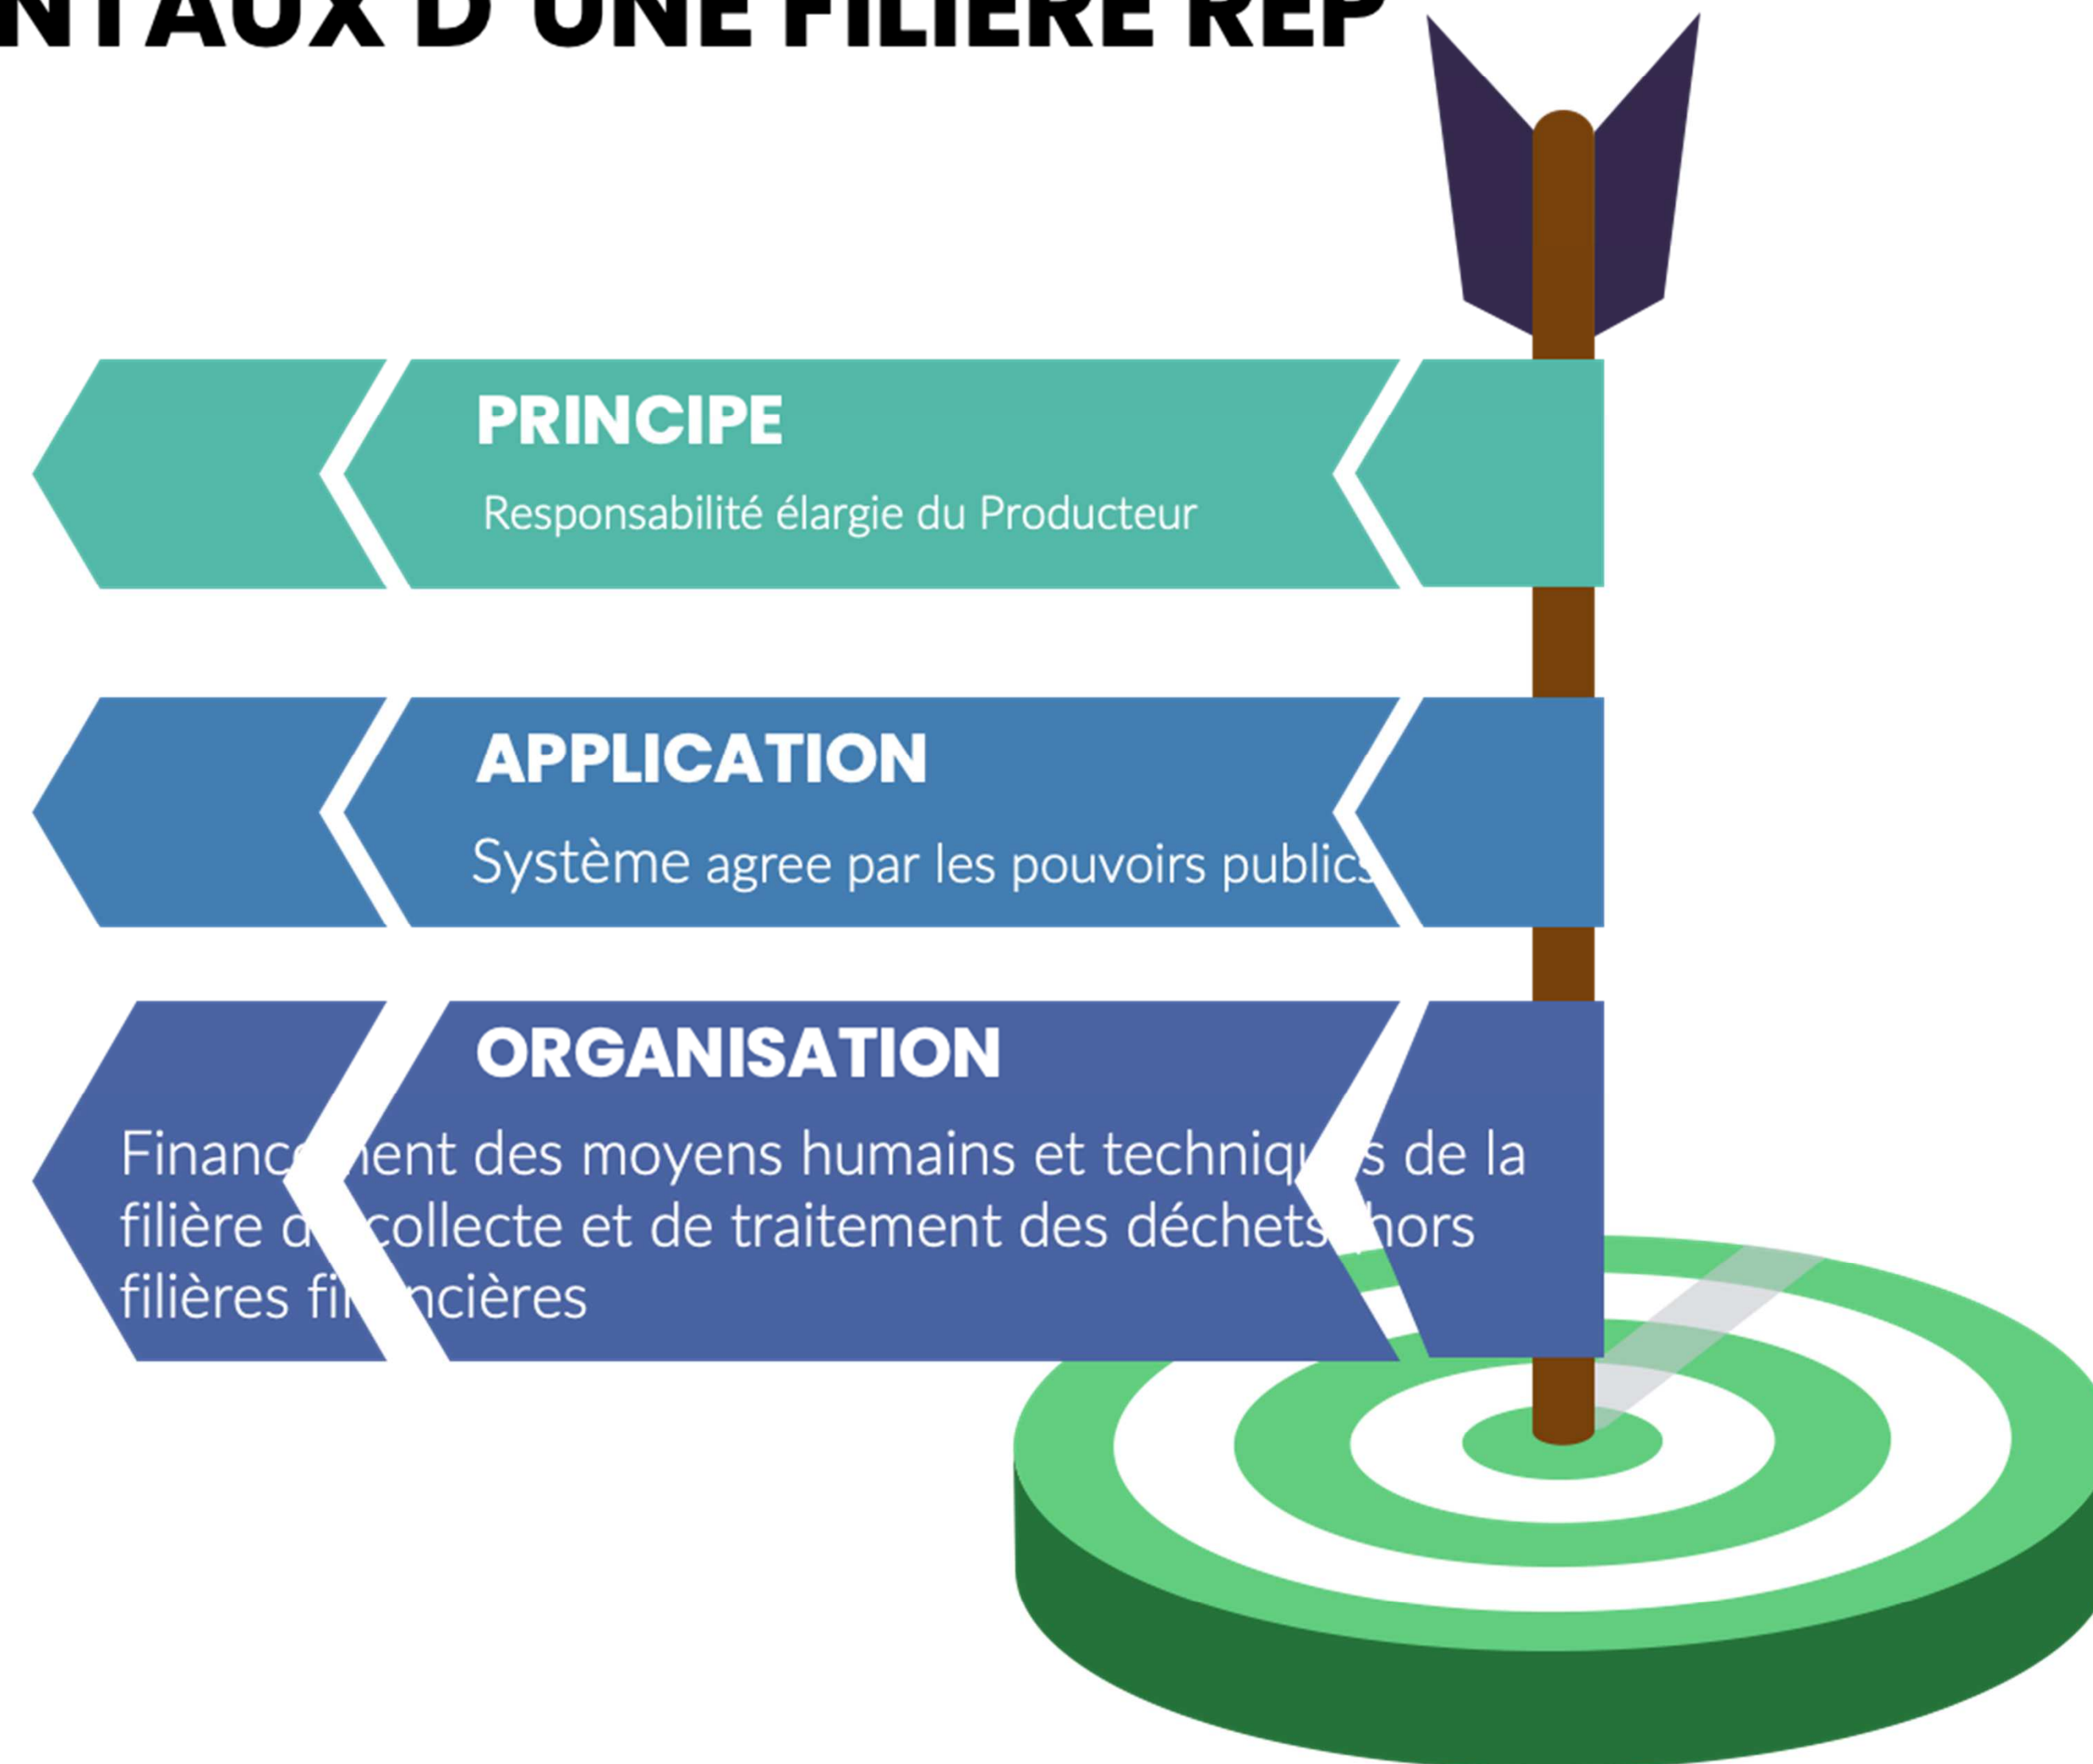 NTAUX D'UNE FILIERE REP
PRINCIPE
Responsabilité élargie du Producteur
APPLICATION
Système agree par les pouvoirs publics
ORGANISATION
Financement des moyens humains et techniques de la
filière de collecte et de traitement des déchets hors
filières financières